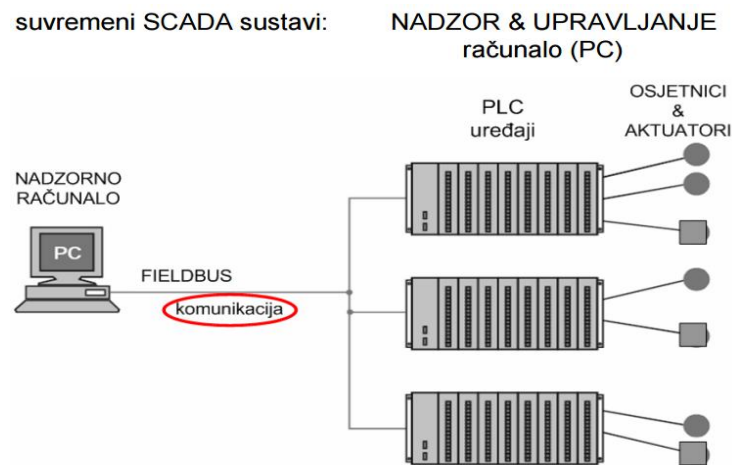 suvremeni SCADA sustavi:
NADZOR & UPRAVLJANJE
računalo (PC)
OSJETNICI
&
AKTUATORI
PLC
uređaji
NADZORNO
RAČUNALO
PC
FIELDBUS
komunikacija